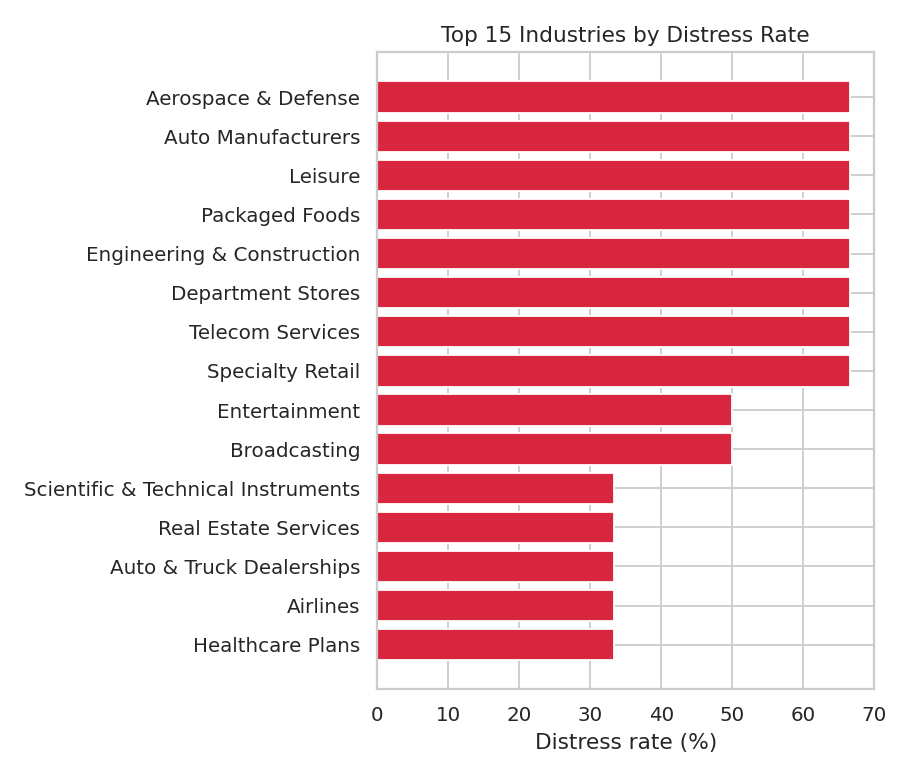 Top 15 Industries by Distress Rate
Aerospace & Defense
Auto Manufacturers
Leisure
Packaged Foods
Engineering & Construction
Department Stores
Telecom Services
Specialty Retail
Entertainment
Broadcasting
Scientific & Technical Instruments
Real Estate Services
Auto & Truck Dealerships
Airlines
Healthcare Plans
0 10 20 30 40 50 60 70
Distress rate (%)